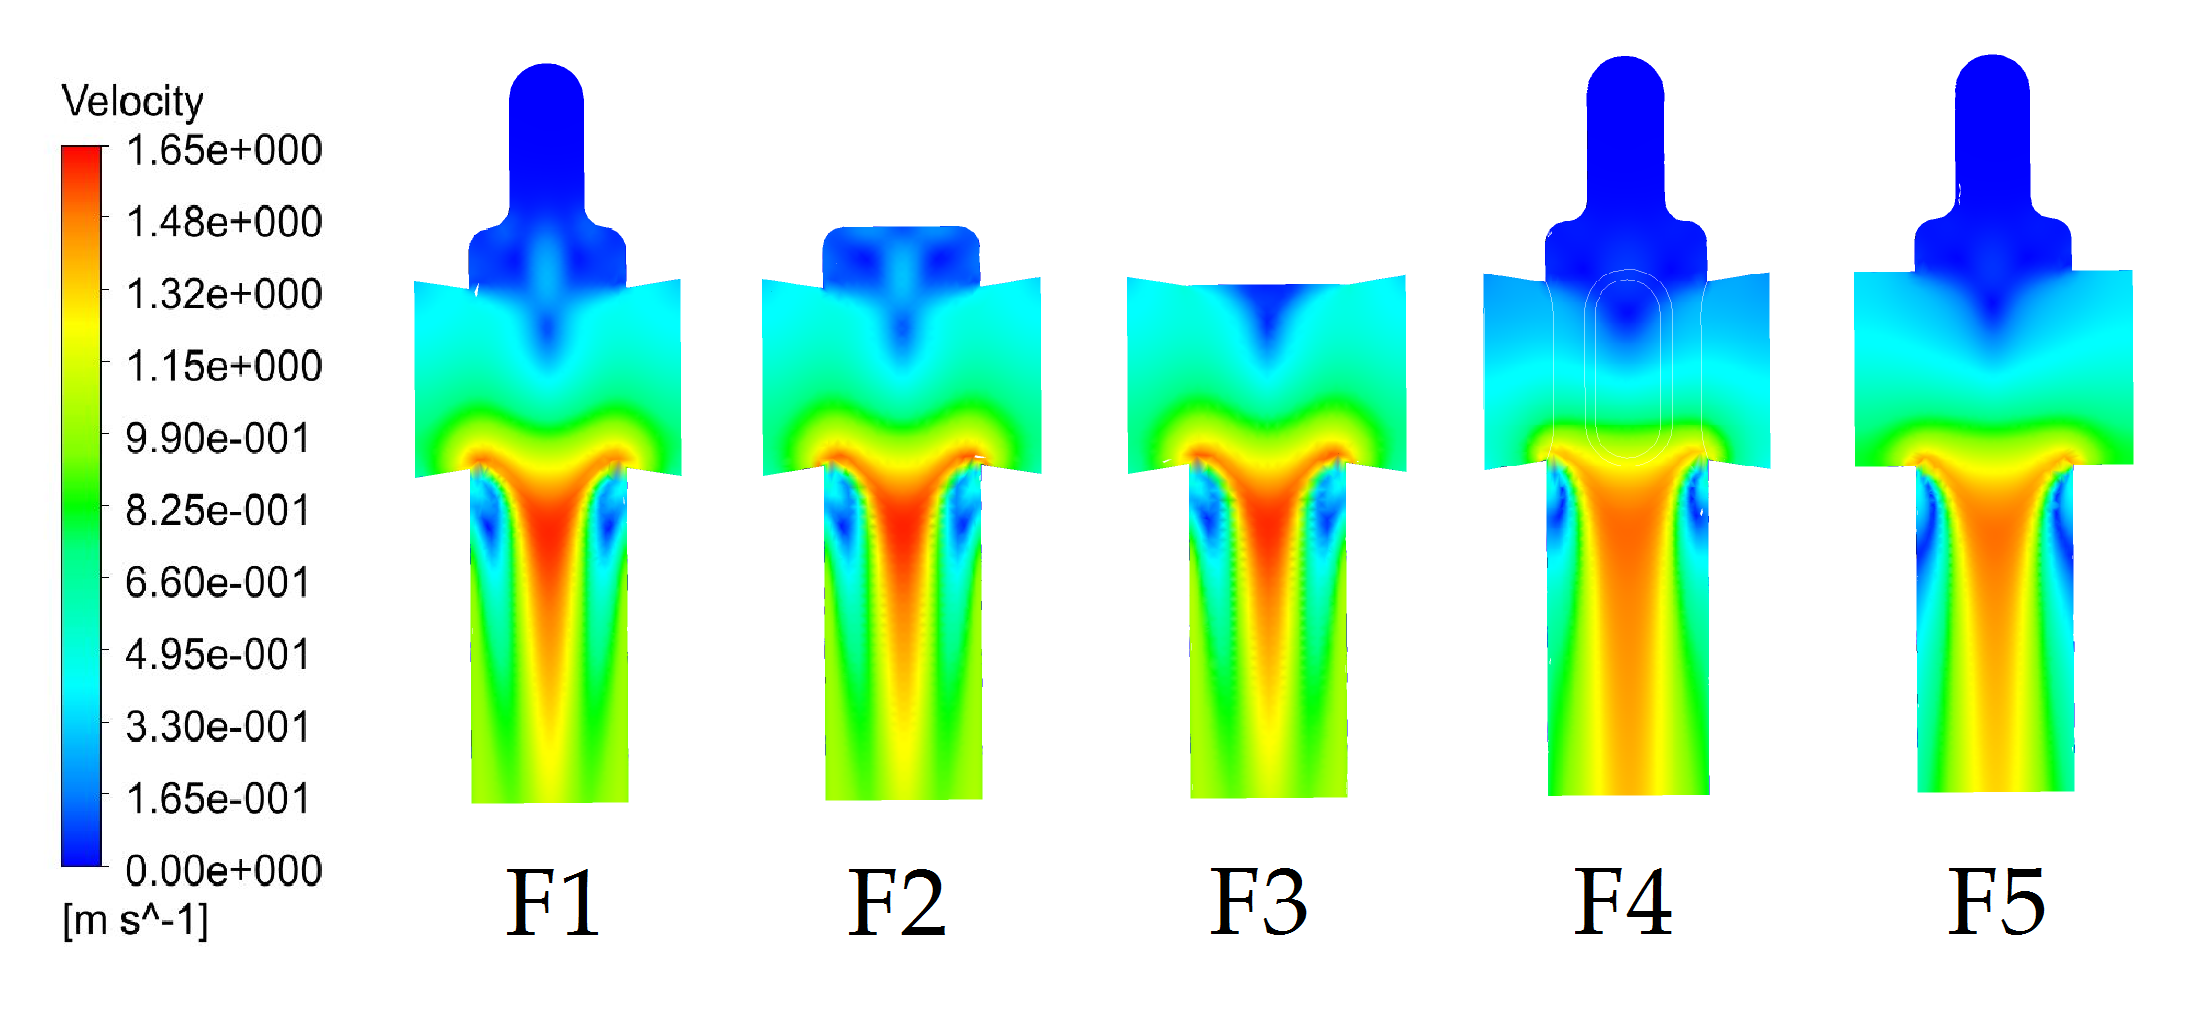 Velocity
1.65e+000
1.48e+000
1.32e+000
1.15e+000
9.90e-001
8.25e-001
6.60e-001
4.95e-001
3.30e-001
1.65e-001
0.00e+000
[m s^-1]
F1 F2 F3 F4 F5